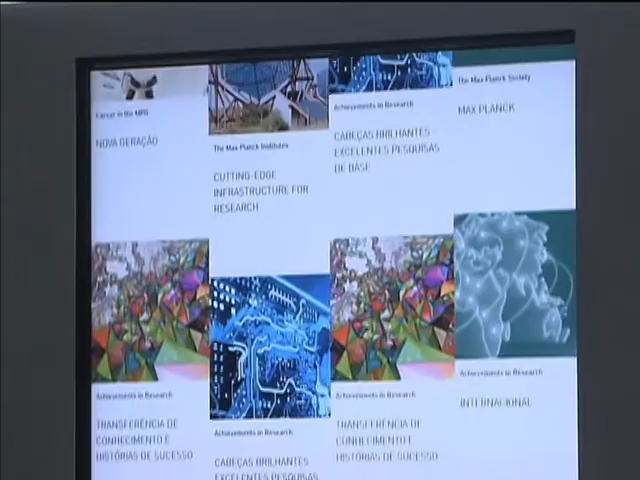 Career in the MPG
NOVA GERAÇÃO
The Max Planck Institutes
CUTTING-EDGE
INFRASTRUCTURE FOR
RESEARCH
Achievements in Research
CABEÇAS BRILHANTES
EXCELENTES PESQUISAS
DE BASE
The Max Planck Society
MAX PLANCK
Achievements in Research
TRANSFERÊNCIA DE
CONHECIMENTO E
HISTÓRIAS DE SUCESSO
Achievements in Research
CABEÇAS BRILHANTES
EXCELENTES PESQUISAS
Achievements in Research
TRANSFERÊNCIA DE
CONHECIMENTO E
HISTÓRIAS DE SUCESSO
Achievements in Research
INTERNACIONAL